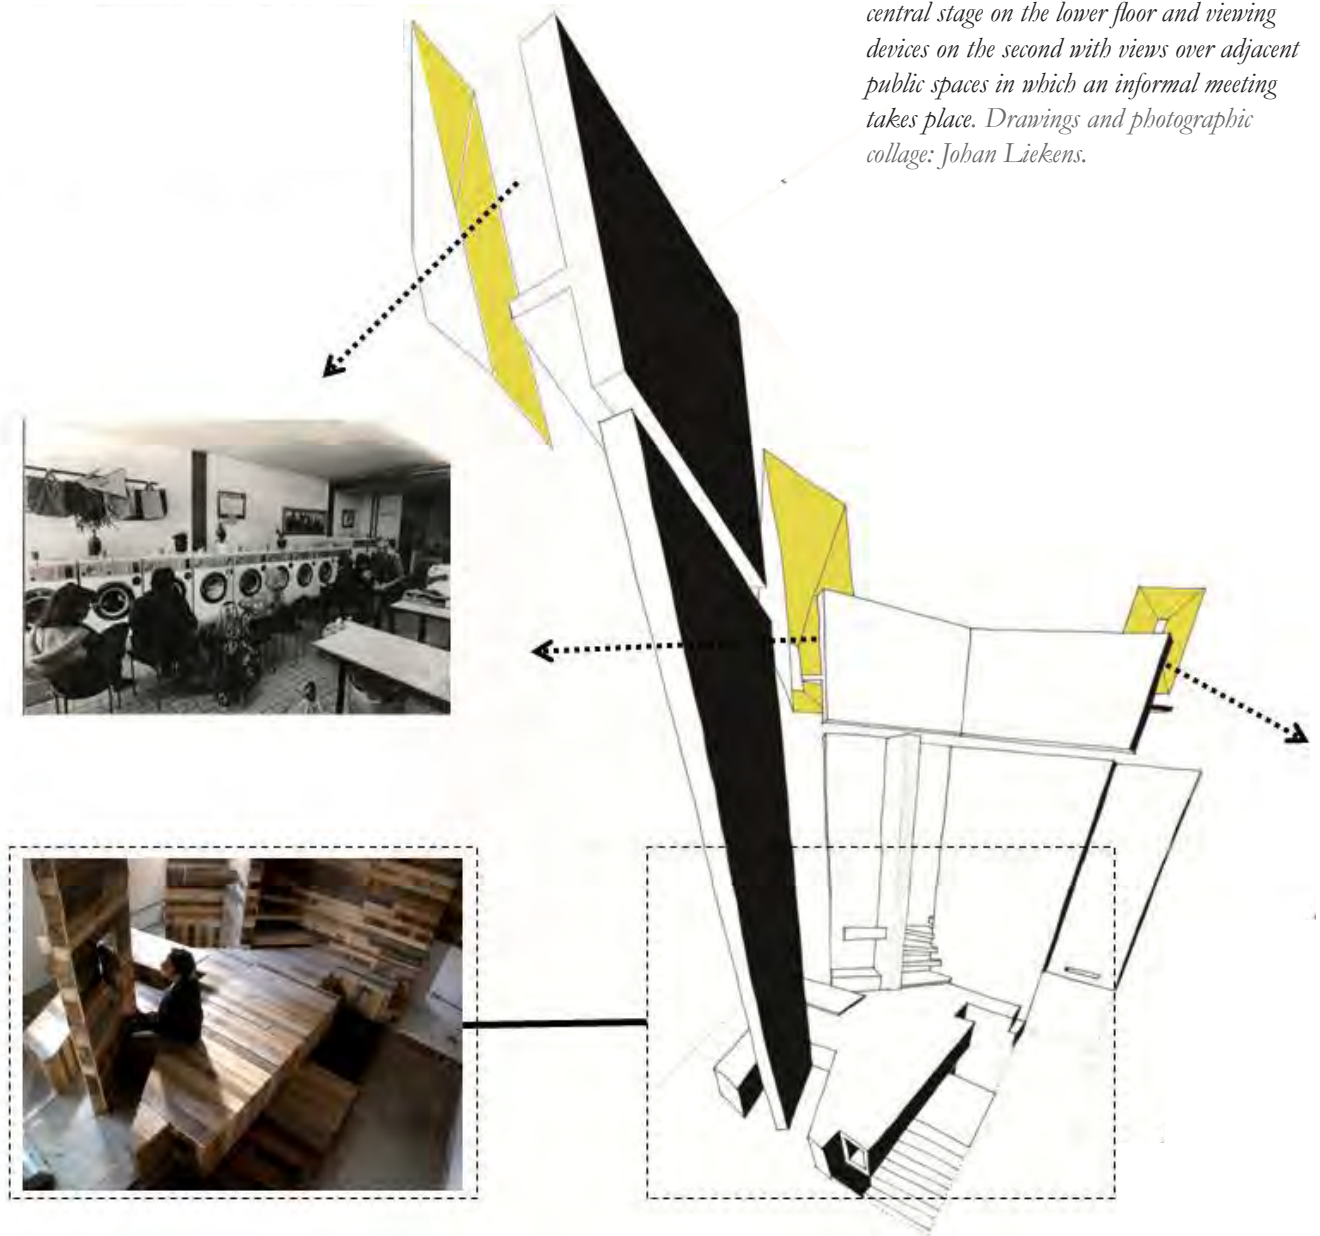 central stage on the lower floor and viewing
devices on the second with views over adjacent
public spaces in which an informal meeting
takes place. Drawings and photographic
collage: Johan Liekens.